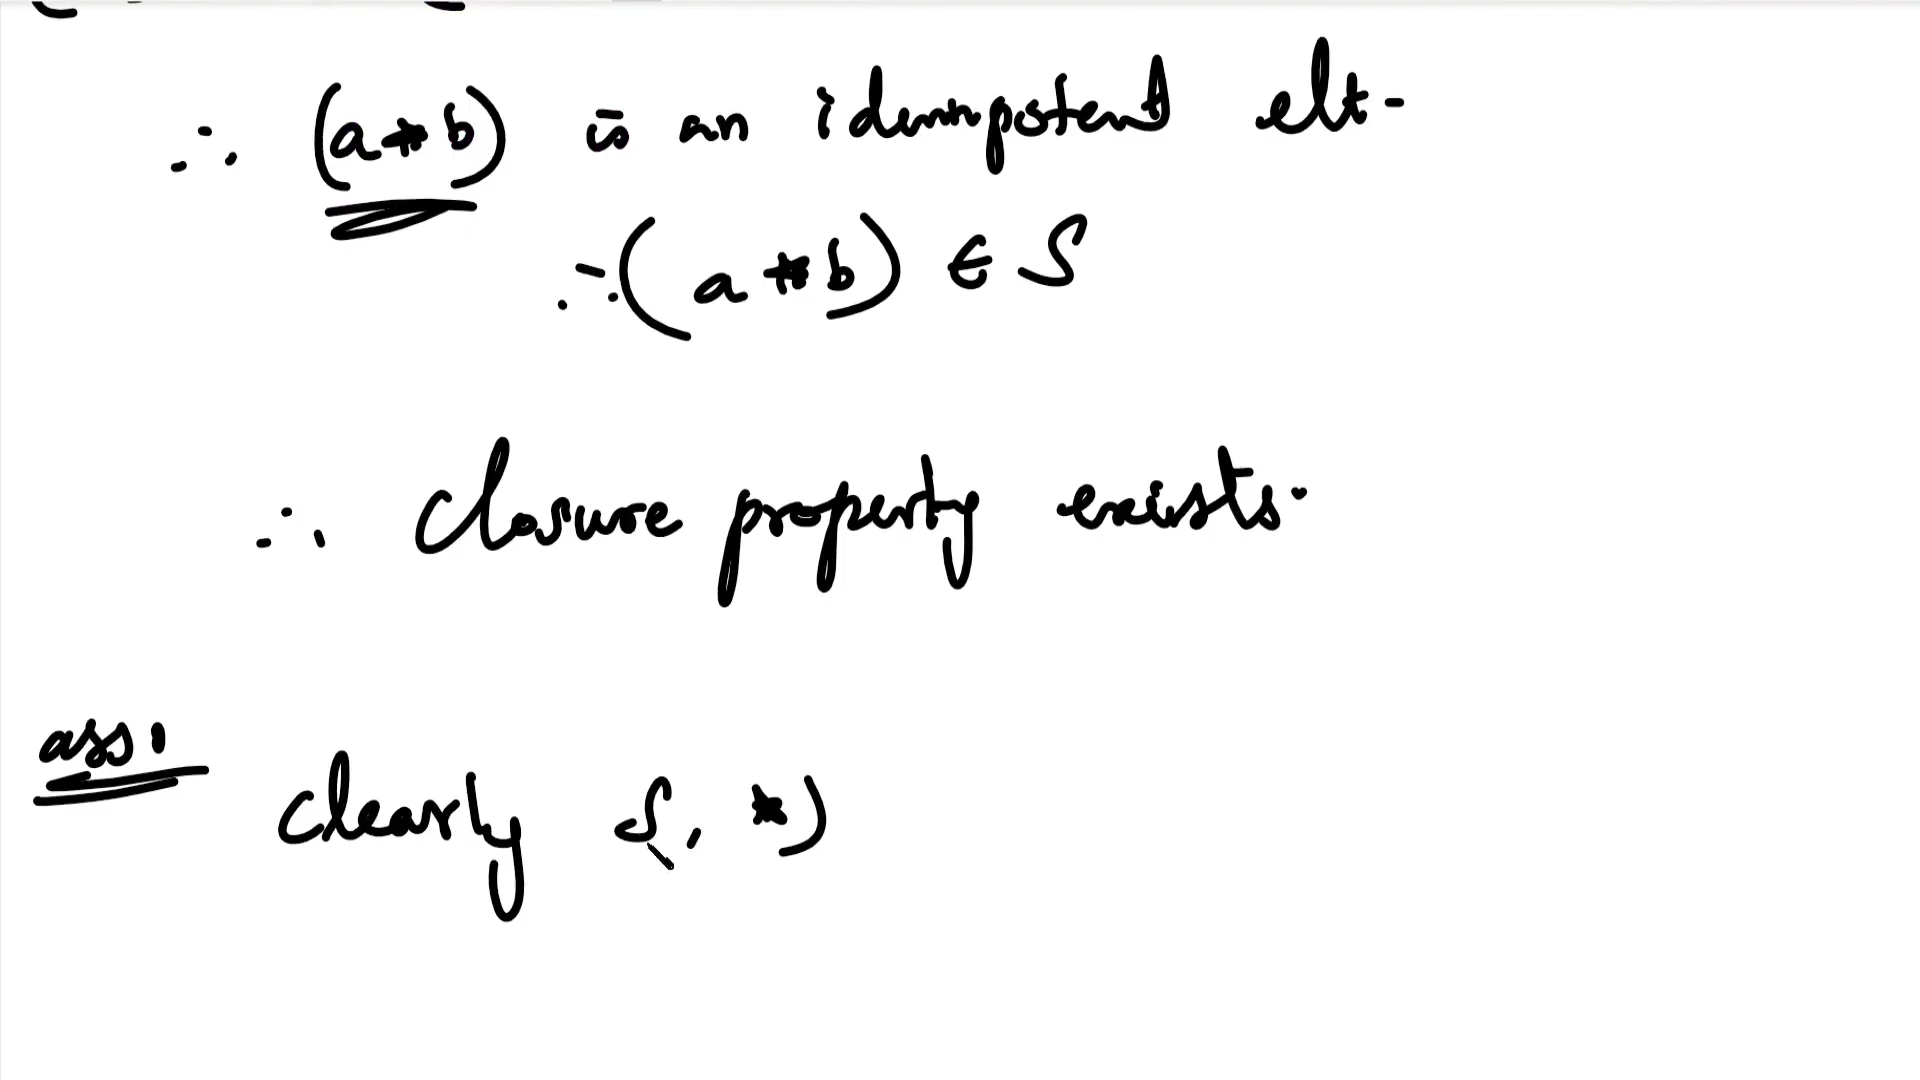 ∴ (a * b) is an idempotent elt.
∴ (a * b) ∈ S
∴ Closure property exists.
ass:
clearly (S, *)